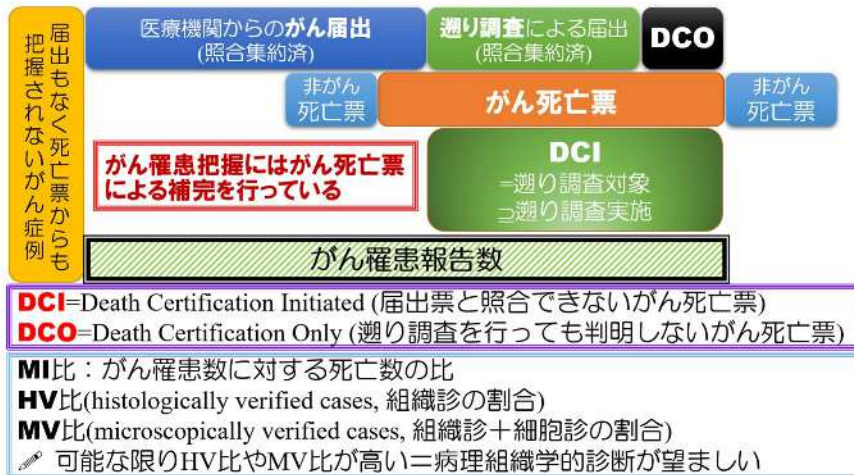 届出もなく死亡票からも
把握されないがん症例
医療機関からのがん届出
(照合集約済)
遡り調査による届出
(照合集約済)
DCO
非がん
死亡票
がん死亡票
非がん
死亡票
がん罹患把握にはがん死亡票
による補完を行っている
DCI
=遡り調査対象
⊃遡り調査実施
がん罹患報告数
DCI=Death Certification Initiated (届出票と照合できないがん死亡票)
DCO=Death Certification Only (遡り調査を行っても判明しないがん死亡票)
MI比：がん罹患数に対する死亡数の比
HV比(histologically verified cases, 組織診の割合)
MV比(microscopically verified cases, 組織診＋細胞診の割合)
✐ 可能な限りHV比やMV比が高い＝病理組織学的診断が望ましい